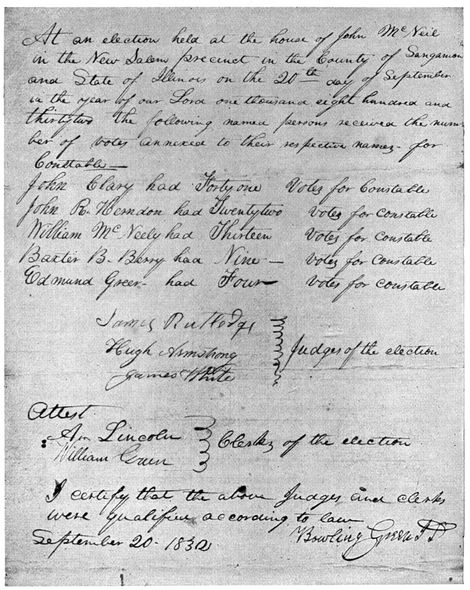 At an election held at the house of John McNeil
in the New Salem precinct in the County of Sangamon
and State of Illinois on the 20th day of September
in the year of our Lord one thousand eight hundred and
thirtytwo the following named persons received the num-
ber of votes annexed to their respective names - for
Constable —
John Clary had Fortyone Votes for Constable
John R. Herndon had Twentytwo Votes for Constable
William McNeely had Thirteen Votes for Constable
Baxter B. Berry had Nine — Votes for Constable
Edmund Greer - had Four Votes for Constable
James Rutledge
Hugh Armstrong Judges of the election
James White
Attest
A. Lincoln Clerks of the election
William Green
I certify that the above Judges and clerks
were qualified according to law
September 20 - 1832 Bowling Green J P